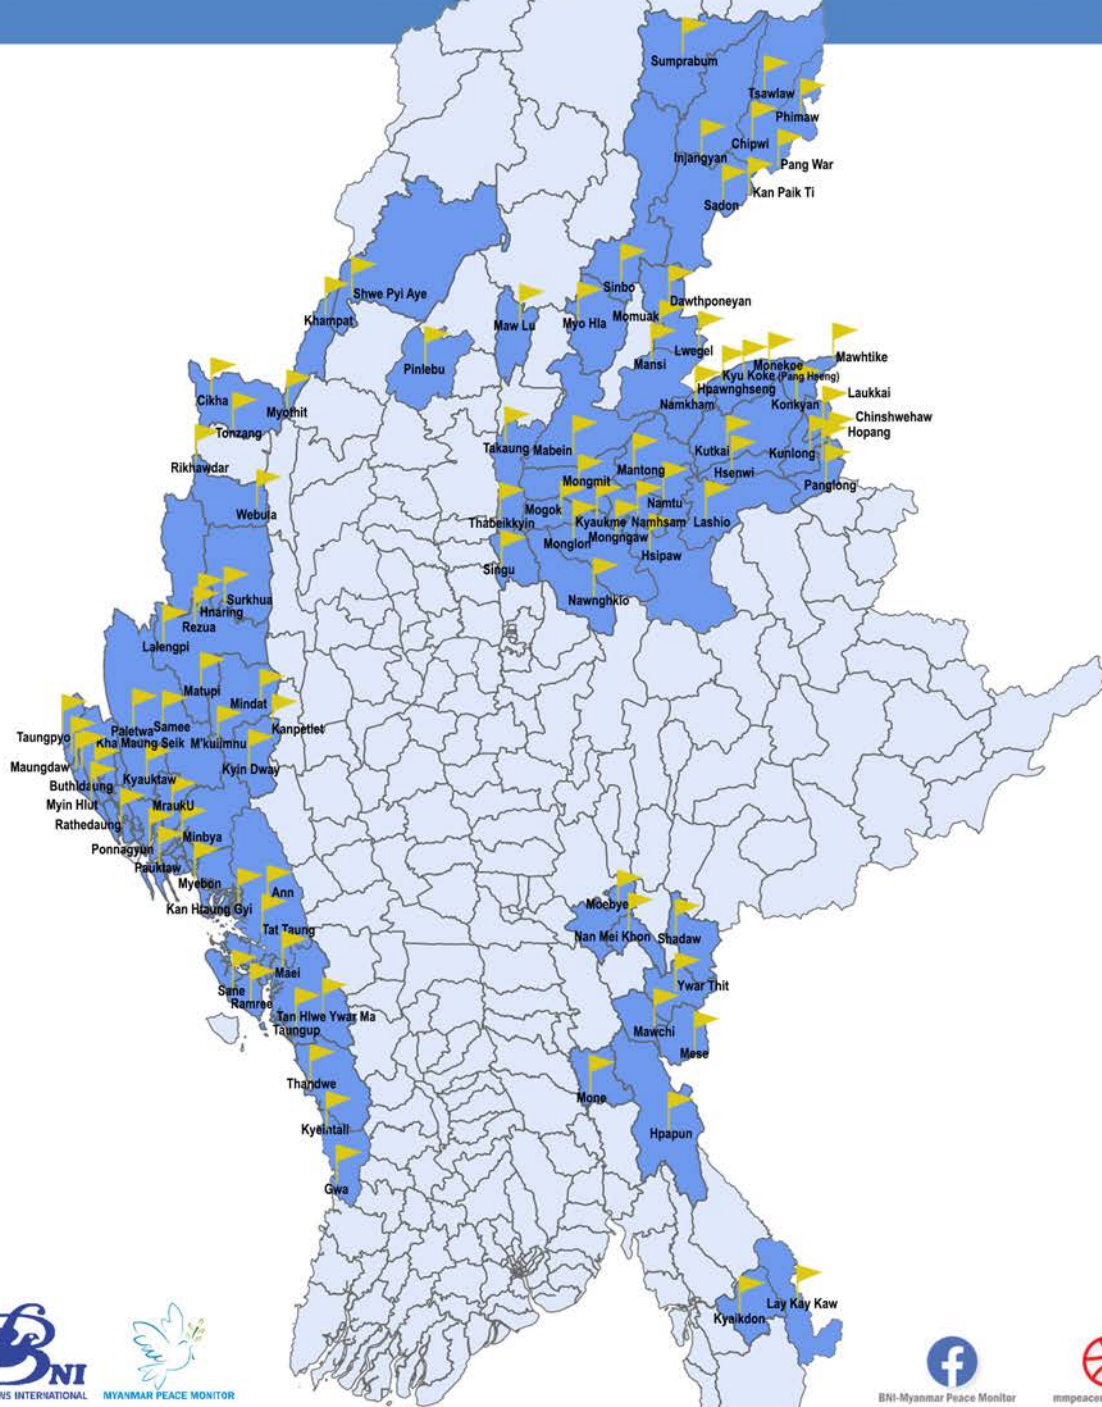 Sumprabum
Tsawlaw
Phimaw
Chipwi
Injangyan
Pang War
Kan Paik Ti
Sadon
Shwe Pyi Aye
Khampat
Sinbo
Dawthponeyan
Maw Lu
Myo Hla
Momuak
Lwegel
Mansi
Pinlebu
Mawhtike
Monekoe
Kyu Koke (Pang Hseng)
Hpawnghseng
Laukkai
Cikha
Myothit
Namkham
Konkyan
Chinshwehaw
Hopang
Tonzang
Takaung
Mabein
Kutkai
Kunlong
Rikhawdar
Mantong
Hsenwi
Mongmit
Panglong
Webula
Mogok
Namtu
Thabeikkyin
Kyaukme
Namhsam
Lashio
Monglon
Mongngaw
Hsipaw
Singu
Nawnghkio
Surkhua
Hnaring
Rezua
Lalengpi
Matupi
Mindat
Paletwa
Samee
Kanpetlet
Taungpyo
Kha Maung Seik
M'kuiimnu
Maungdaw
Kyin Dway
Buthidaung
Kyauktaw
Myin Hlut
MraukU
Rathedaung
Minbya
Ponnagyun
Pauktaw
Myebon
Ann
Kan Htaung Gyi
Moebye
Tat Taung
Nan Mei Khon
Shadaw
Maei
Sane
Ramree
Ywar Thit
Tan Hlwe Ywar Ma
Taungup
Mawchi
Mese
Thandwe
Mone
Kyeintali
Hpapun
Gwa
Lay Kay Kaw
Kyaikdon
BNI
WS INTERNATIONAL
MYANMAR PEACE MONITOR
BNI-Myanmar Peace Monitor
mmpeace